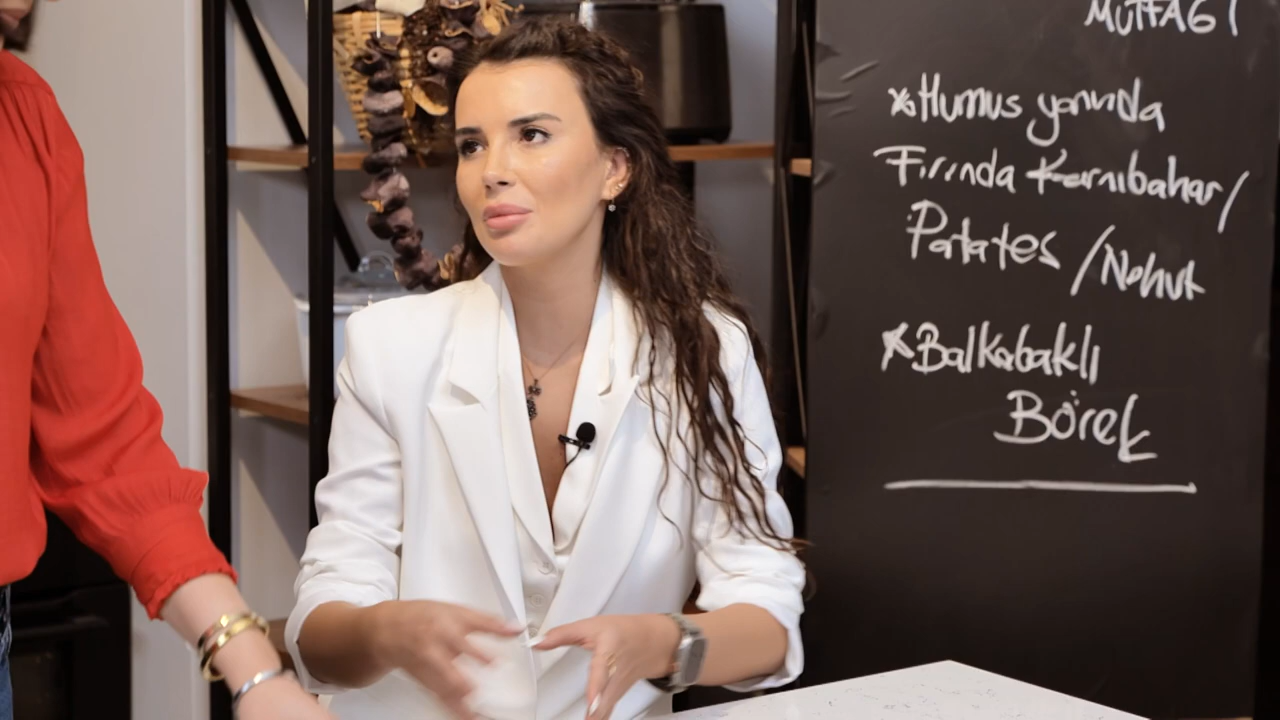 MUTFAĞI
*Humus yanında
Fırında Karnıbahar/
Patates /Nohut
*Balkabaklı
Börek